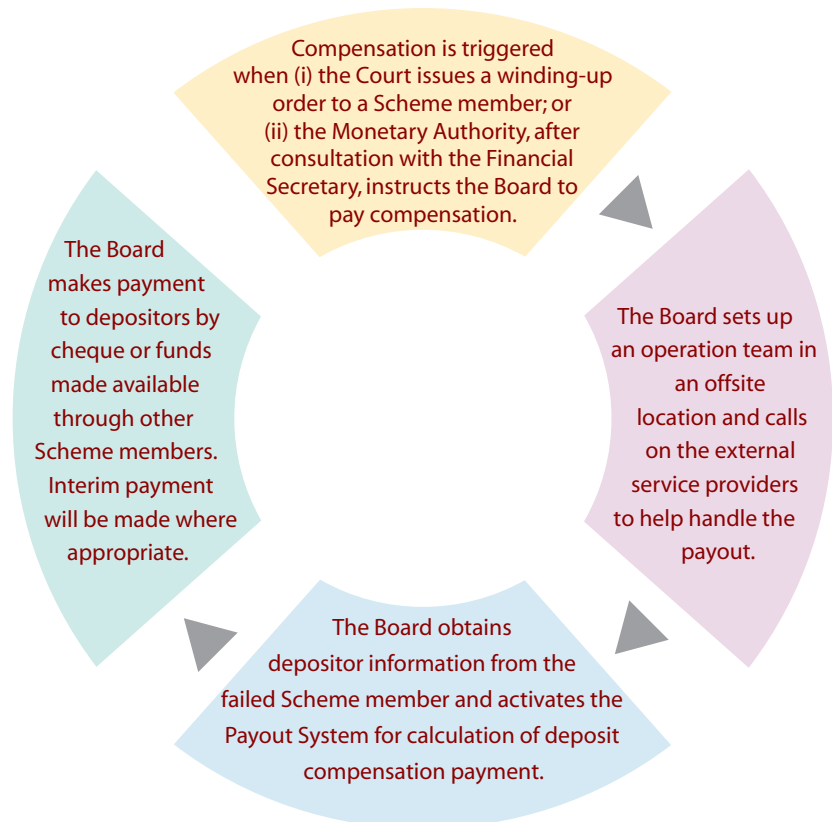 Compensation is triggered
when (i) the Court issues a winding-up
order to a Scheme member; or
(ii) the Monetary Authority, after
consultation with the Financial
Secretary, instructs the Board to
pay compensation.
The Board sets up
an operation team in
an offsite
location and calls
on the external
service providers
to help handle the
payout.
The Board obtains
depositor information from the
failed Scheme member and activates the
Payout System for calculation of deposit
compensation payment.
The Board
makes payment
to depositors by
cheque or funds
made available
through other
Scheme members.
Interim payment
will be made where
appropriate.